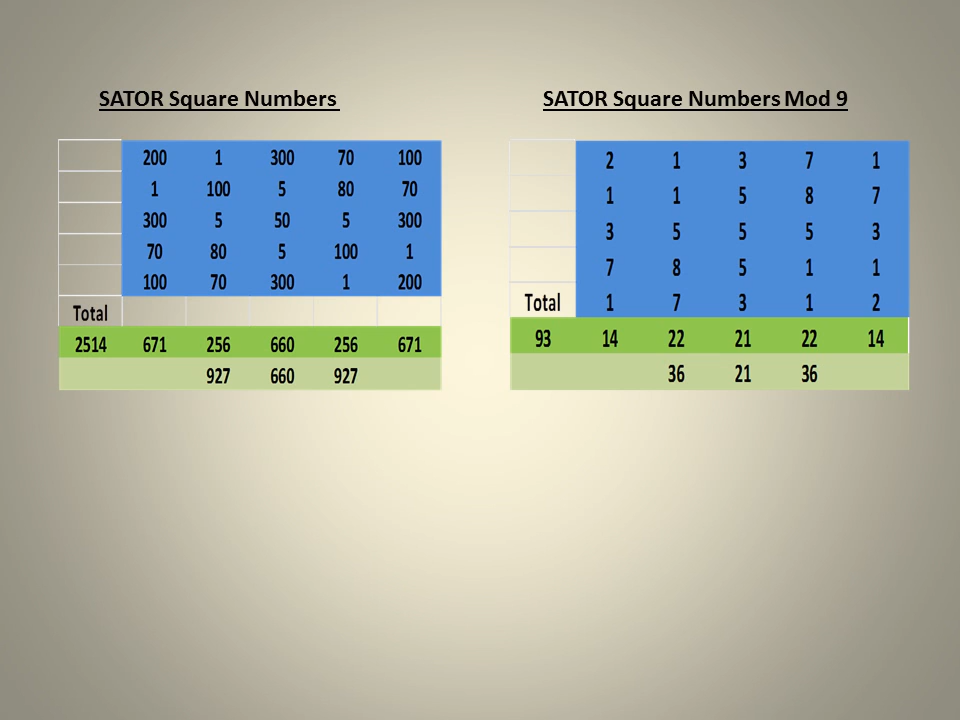 SATOR Square Numbers
200 1 300 70 100
1 100 5 80 70
300 5 50 5 300
70 80 5 100 1
100 70 300 1 200
Total
2514 671 256 660 256 671
927 660 927
SATOR Square Numbers Mod 9
2 1 3 7 1
1 1 5 8 7
3 5 5 5 3
7 8 5 1 1
Total 1 7 3 1 2
93 14 22 21 22 14
36 21 36